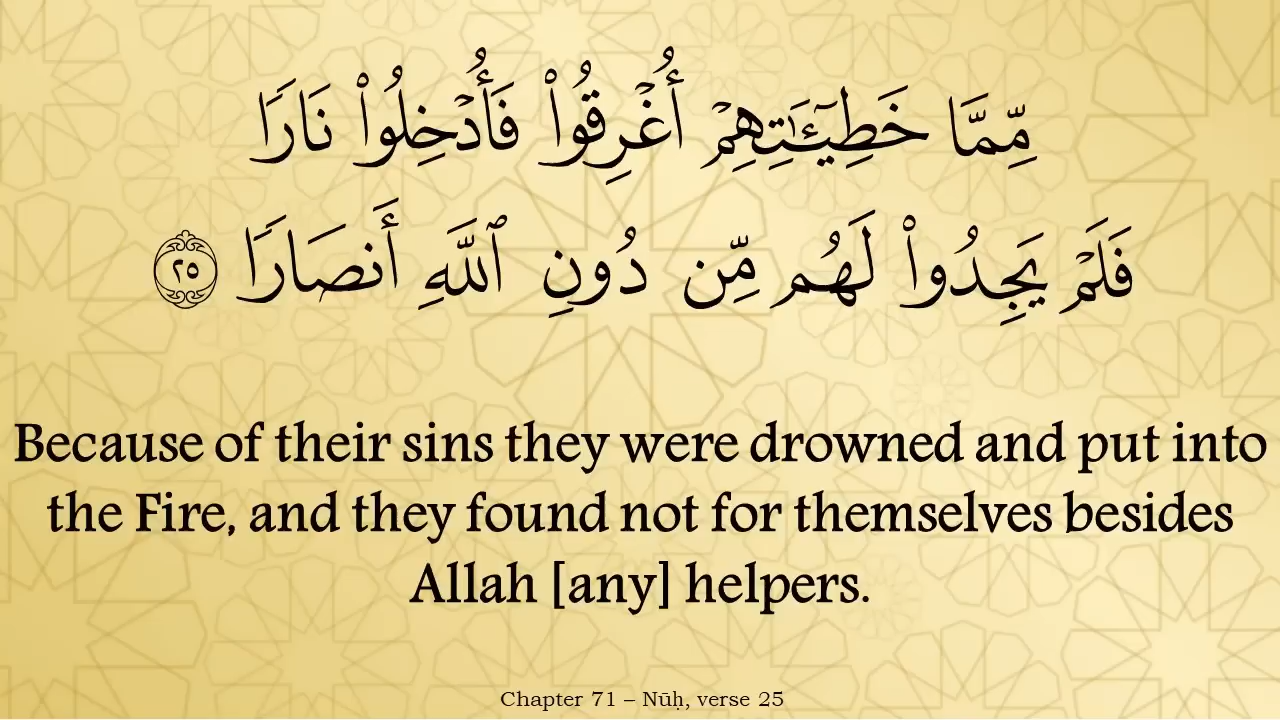 مِّمَّا خَطِيٓـَٰٔتِهِمْ أُغْرِقُوا۟ فَأُدْخِلُوا۟ نَارًا
فَلَمْ يَجِدُوا۟ لَهُم مِّن دُونِ ٱللَّهِ أَنصَارًا ٢٥
Because of their sins they were drowned and put into
the Fire, and they found not for themselves besides
Allah [any] helpers.
Chapter 71 – Nūḥ, verse 25